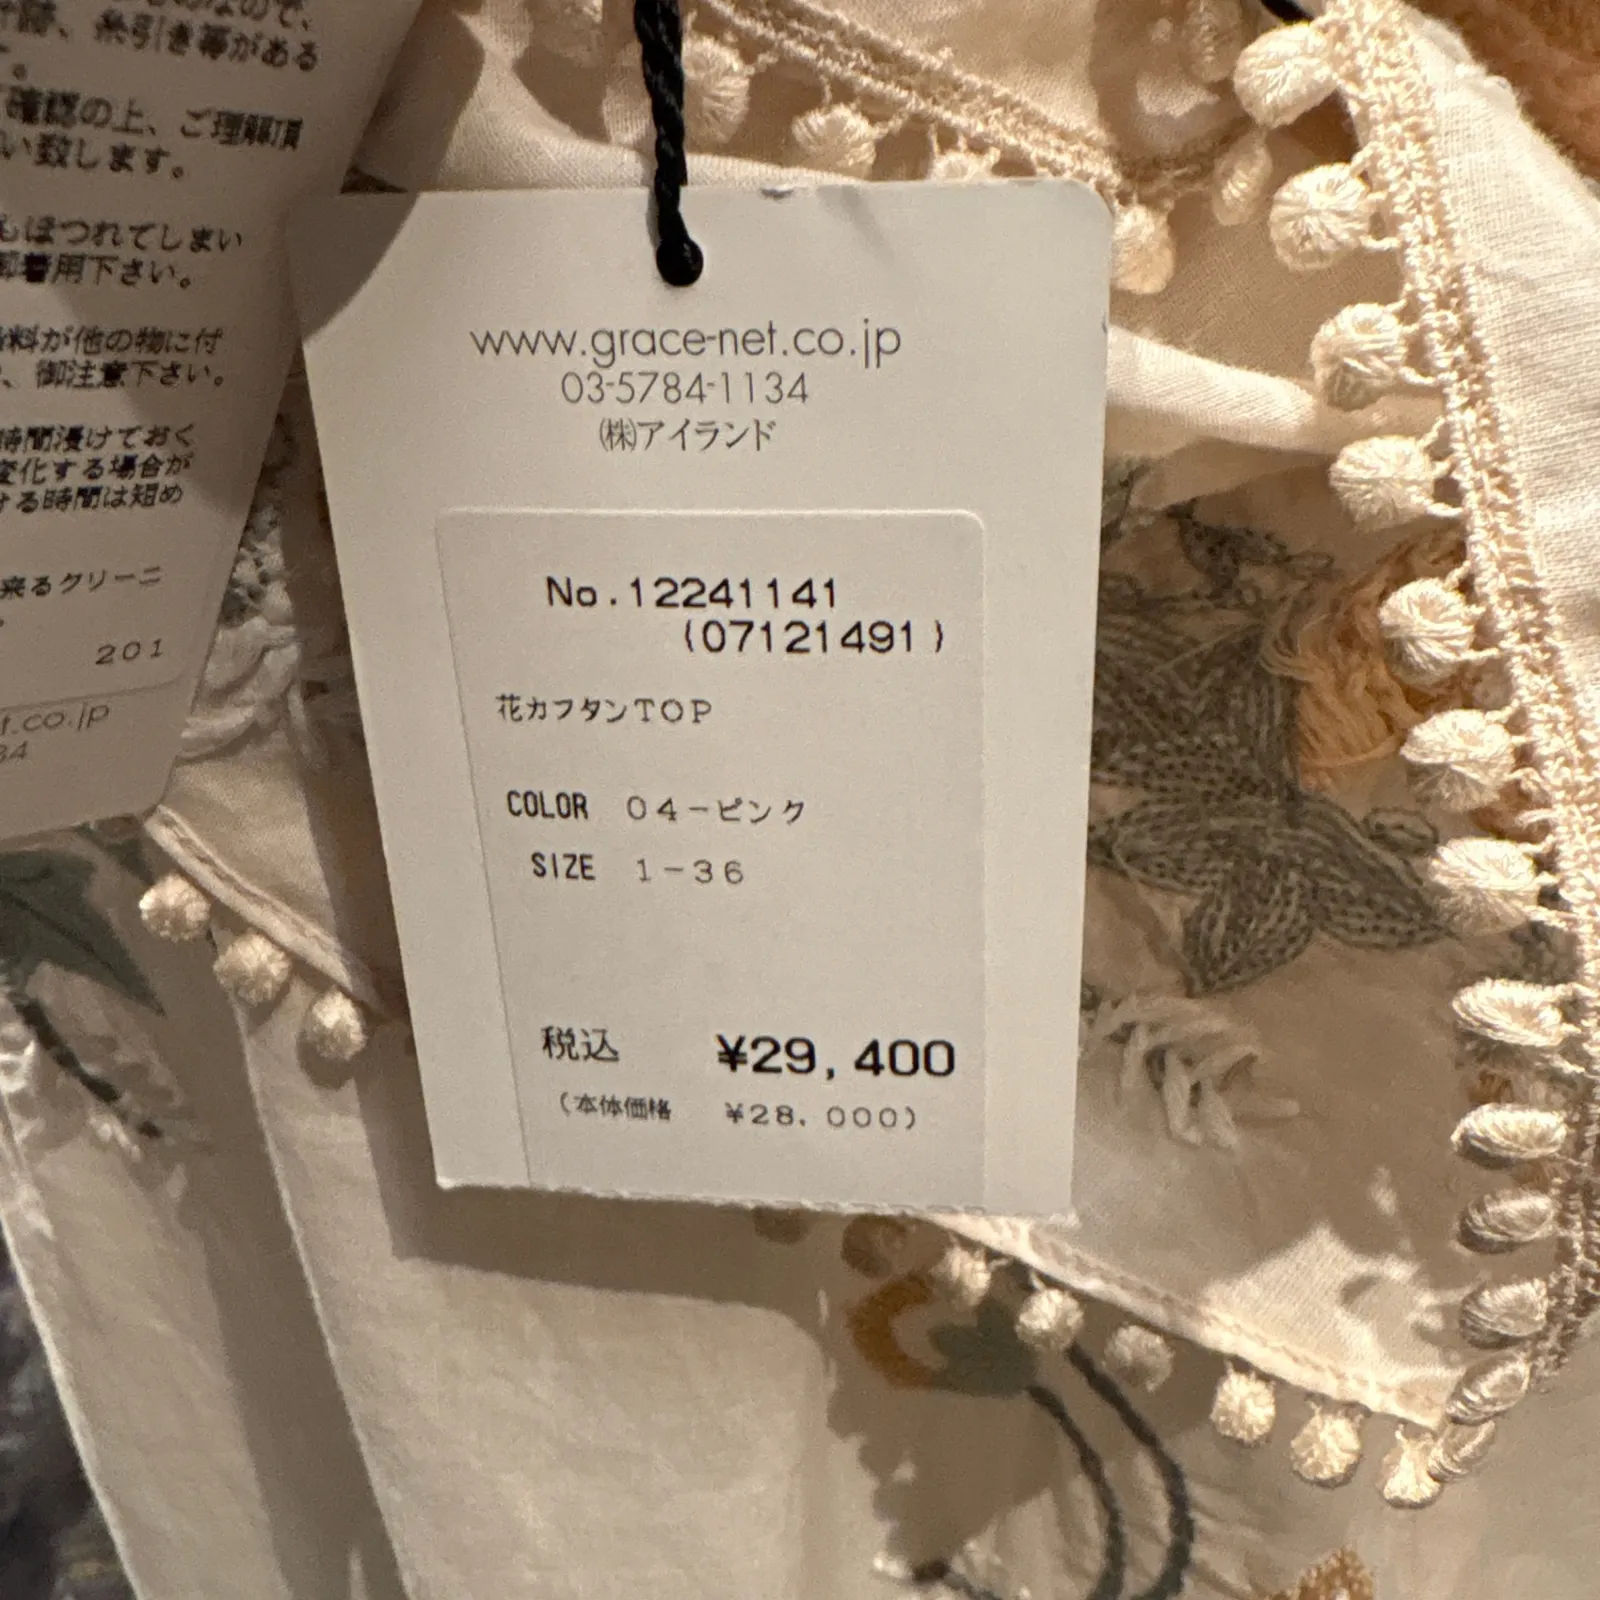 なので、
糸引き等がある
確認の上、ご理解頂
い致します。
もほつれてしまい
御着用下さい。
料が他の物に付
、御注意下さい。
時間浸けておく
変化する場合が
ける時間は短め
来るクリーニ
201
t.co.jp
34
www.grace-net.co.jp
03-5784-1134
㈱アイランド
No.12241141
(07121491)
花カフタンTOP
COLOR 04-ピンク
SIZE 1-36
税込 ¥29,400
(本体価格 ¥28,000)